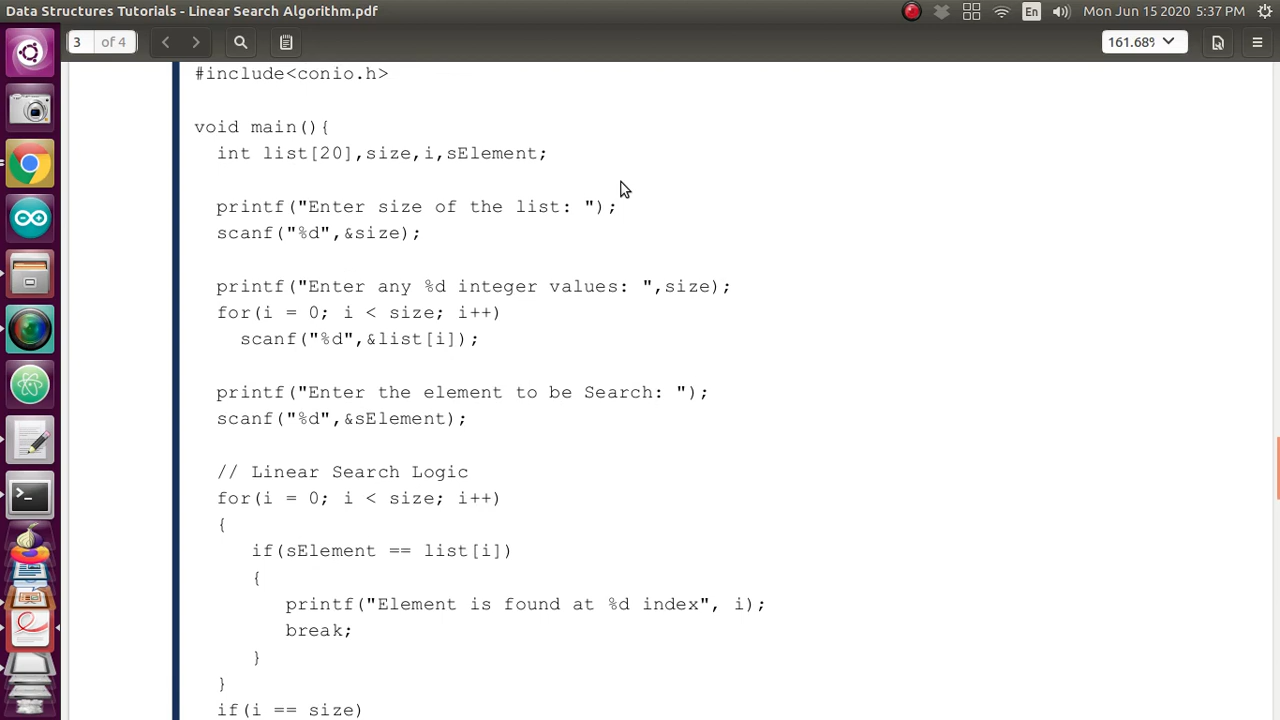 Data Structures Tutorials - Linear Search Algorithm.pdf
En
Mon Jun 15 2020 5:37 PM
3 of 4
161.68%
#include<conio.h>
void main(){
int list[20],size,i,sElement;
printf("Enter size of the list: ");
scanf("%d",&size);
printf("Enter any %d integer values: ",size);
for(i = 0; i < size; i++)
scanf("%d",&list[i]);
printf("Enter the element to be Search: ");
scanf("%d",&sElement);
// Linear Search Logic
for(i = 0; i < size; i++)
{
if(sElement == list[i])
{
printf("Element is found at %d index", i);
break;
}
}
if(i == size)